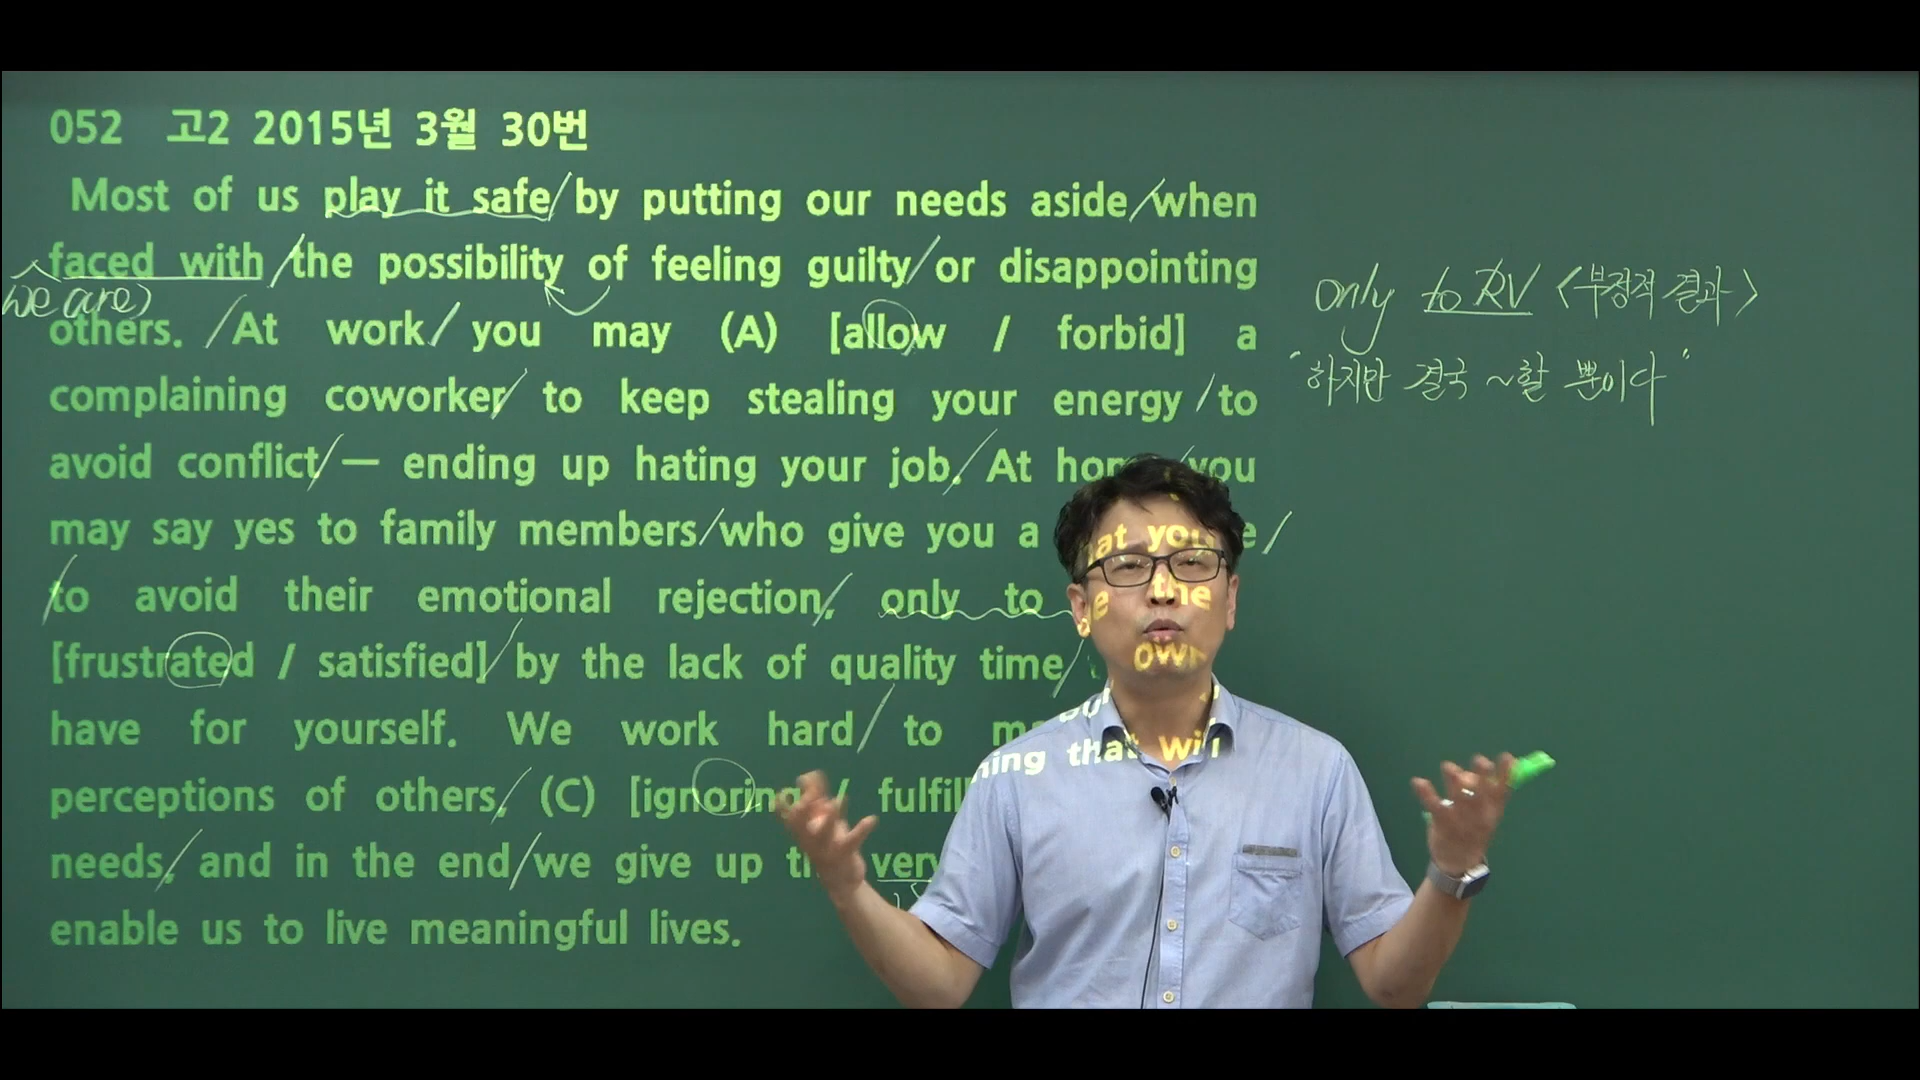 052 고2 2015년 3월 30번
Most of us play it safe/by putting our needs aside/when
faced with/the possibility of feeling guilty/or disappointing
we are)
others./At work/you may (A) [allow / forbid] a
complaining coworker/to keep stealing your energy/to
avoid conflict/— ending up hating your job./At you
may say yes to family members/who give you a /
to avoid their emotional rejection,/only to
[frustrated / satisfied]/by the lack of quality time/
have for yourself. We work hard/to
perceptions of others,/(C) [ignoring /
needs,/and in the end/we give up very
enable us to live meaningful lives.
only to RV <부정적 결과>
"하지만 결국 ~할 뿐이다"
at you
the
own
that will